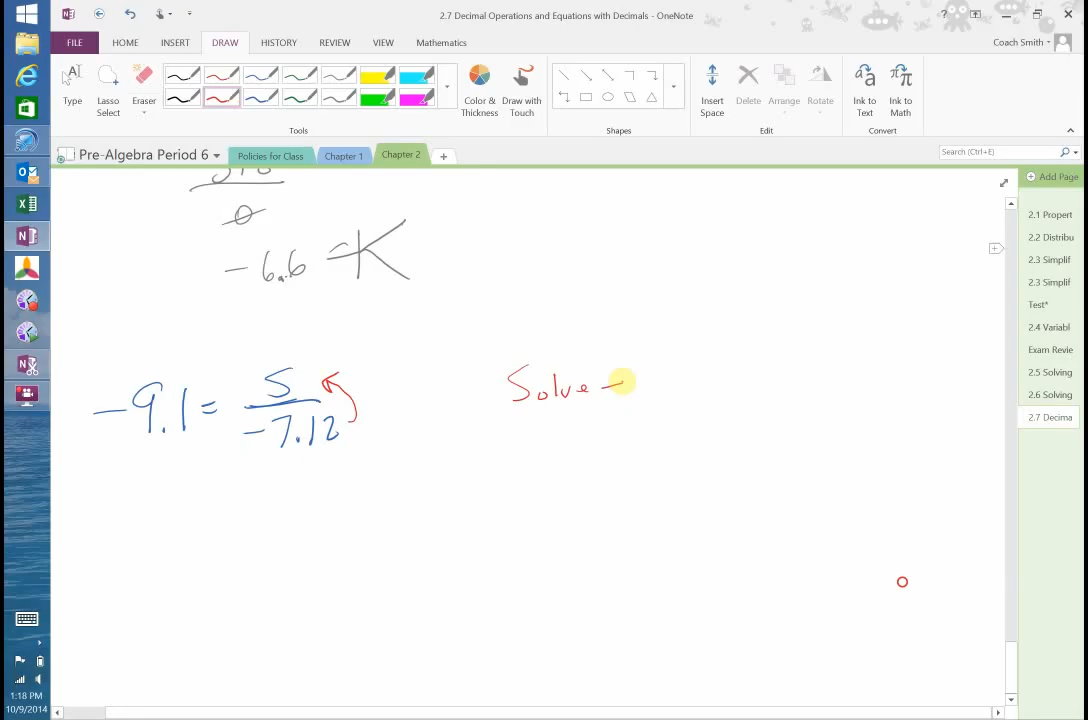 2.7 Decimal Operations and Equations with Decimals - OneNote
FILE HOME INSERT DRAW HISTORY REVIEW VIEW Mathematics
Coach Smith
Type
Lasso Select
Eraser
Color & Thickness
Draw with Touch
Insert Space
Delete
Arrange
Rotate
Ink to Text
Ink to Math
Tools
Shapes
Edit
Convert
Pre-Algebra Period 6
Policies for Class
Chapter 1
Chapter 2
Search (Ctrl+E)
Add Page
2.1 Propert
2.2 Distribu
2.3 Simplif
2.3 Simplif
Test*
2.4 Variabl
Exam Revie
2.5 Solving
2.6 Solving
2.7 Decima
0
-6.6 = K
-9.1 = S / -7.12
Solve -
1:18 PM
10/9/2014